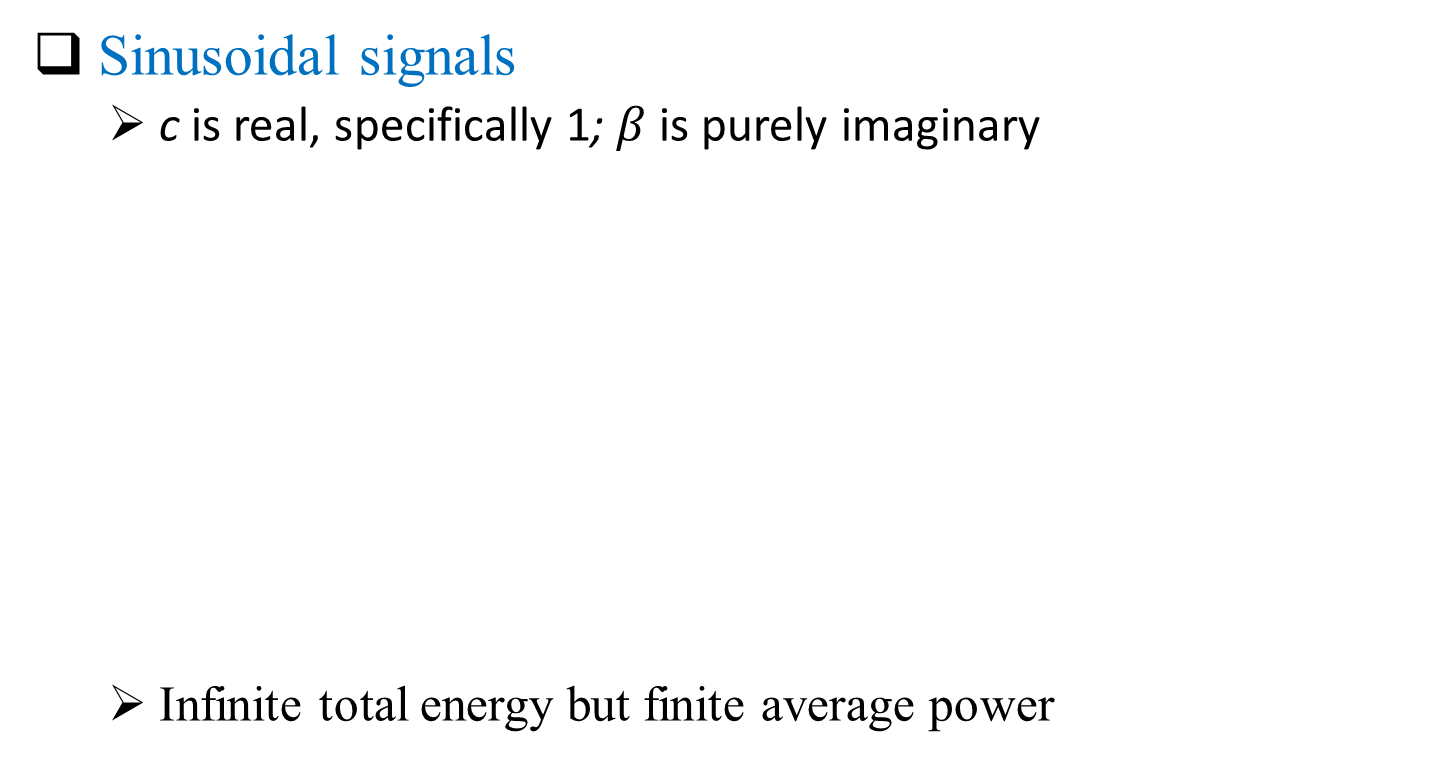 ❑ Sinusoidal signals
➢ c is real, specifically 1; 𝛽 is purely imaginary
➢ Infinite total energy but finite average power